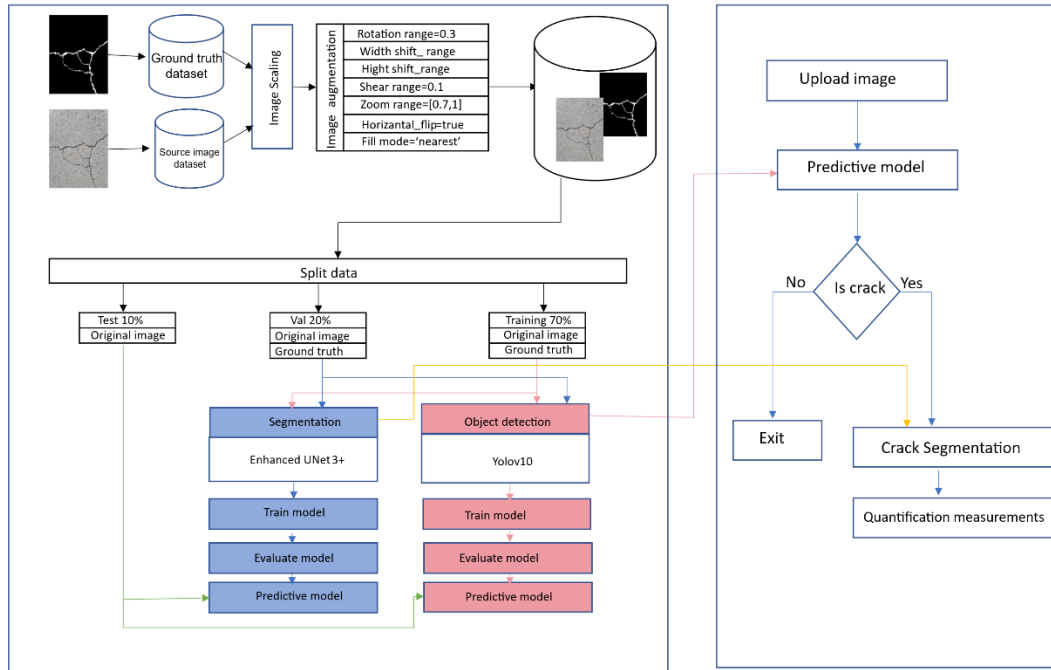 Ground truth
dataset
Source image
dataset
Image Scaling
Image augmentation
Rotation range=0.3
Width shift_ range
Hight shift_range
Shear range=0.1
Zoom range=[0.7,1]
Horizantal_flip=true
Fill mode=‘nearest’
Split data
Test 10%
Original image
Val 20%
Original image
Ground truth
Training 70%
Original image
Ground truth
Segmentation
Enhanced UNet3+
Train model
Evaluate model
Predictive model
Object detection
Yolov10
Train model
Evaluate model
Predictive model
Upload image
Predictive model
Is crack
No
Yes
Exit
Crack Segmentation
Quantification measurements